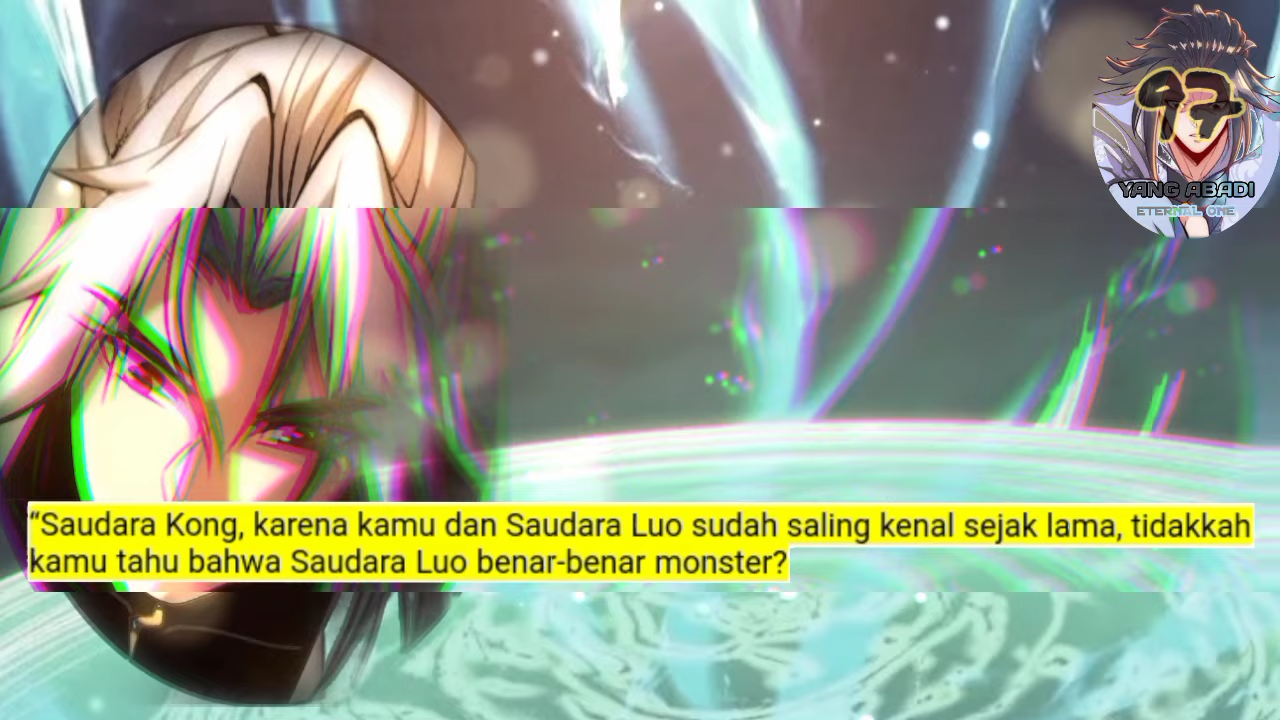 YANG ABADI
ETERNAL ONE
“Saudara Kong, karena kamu dan Saudara Luo sudah saling kenal sejak lama, tidakkah
kamu tahu bahwa Saudara Luo benar-benar monster?